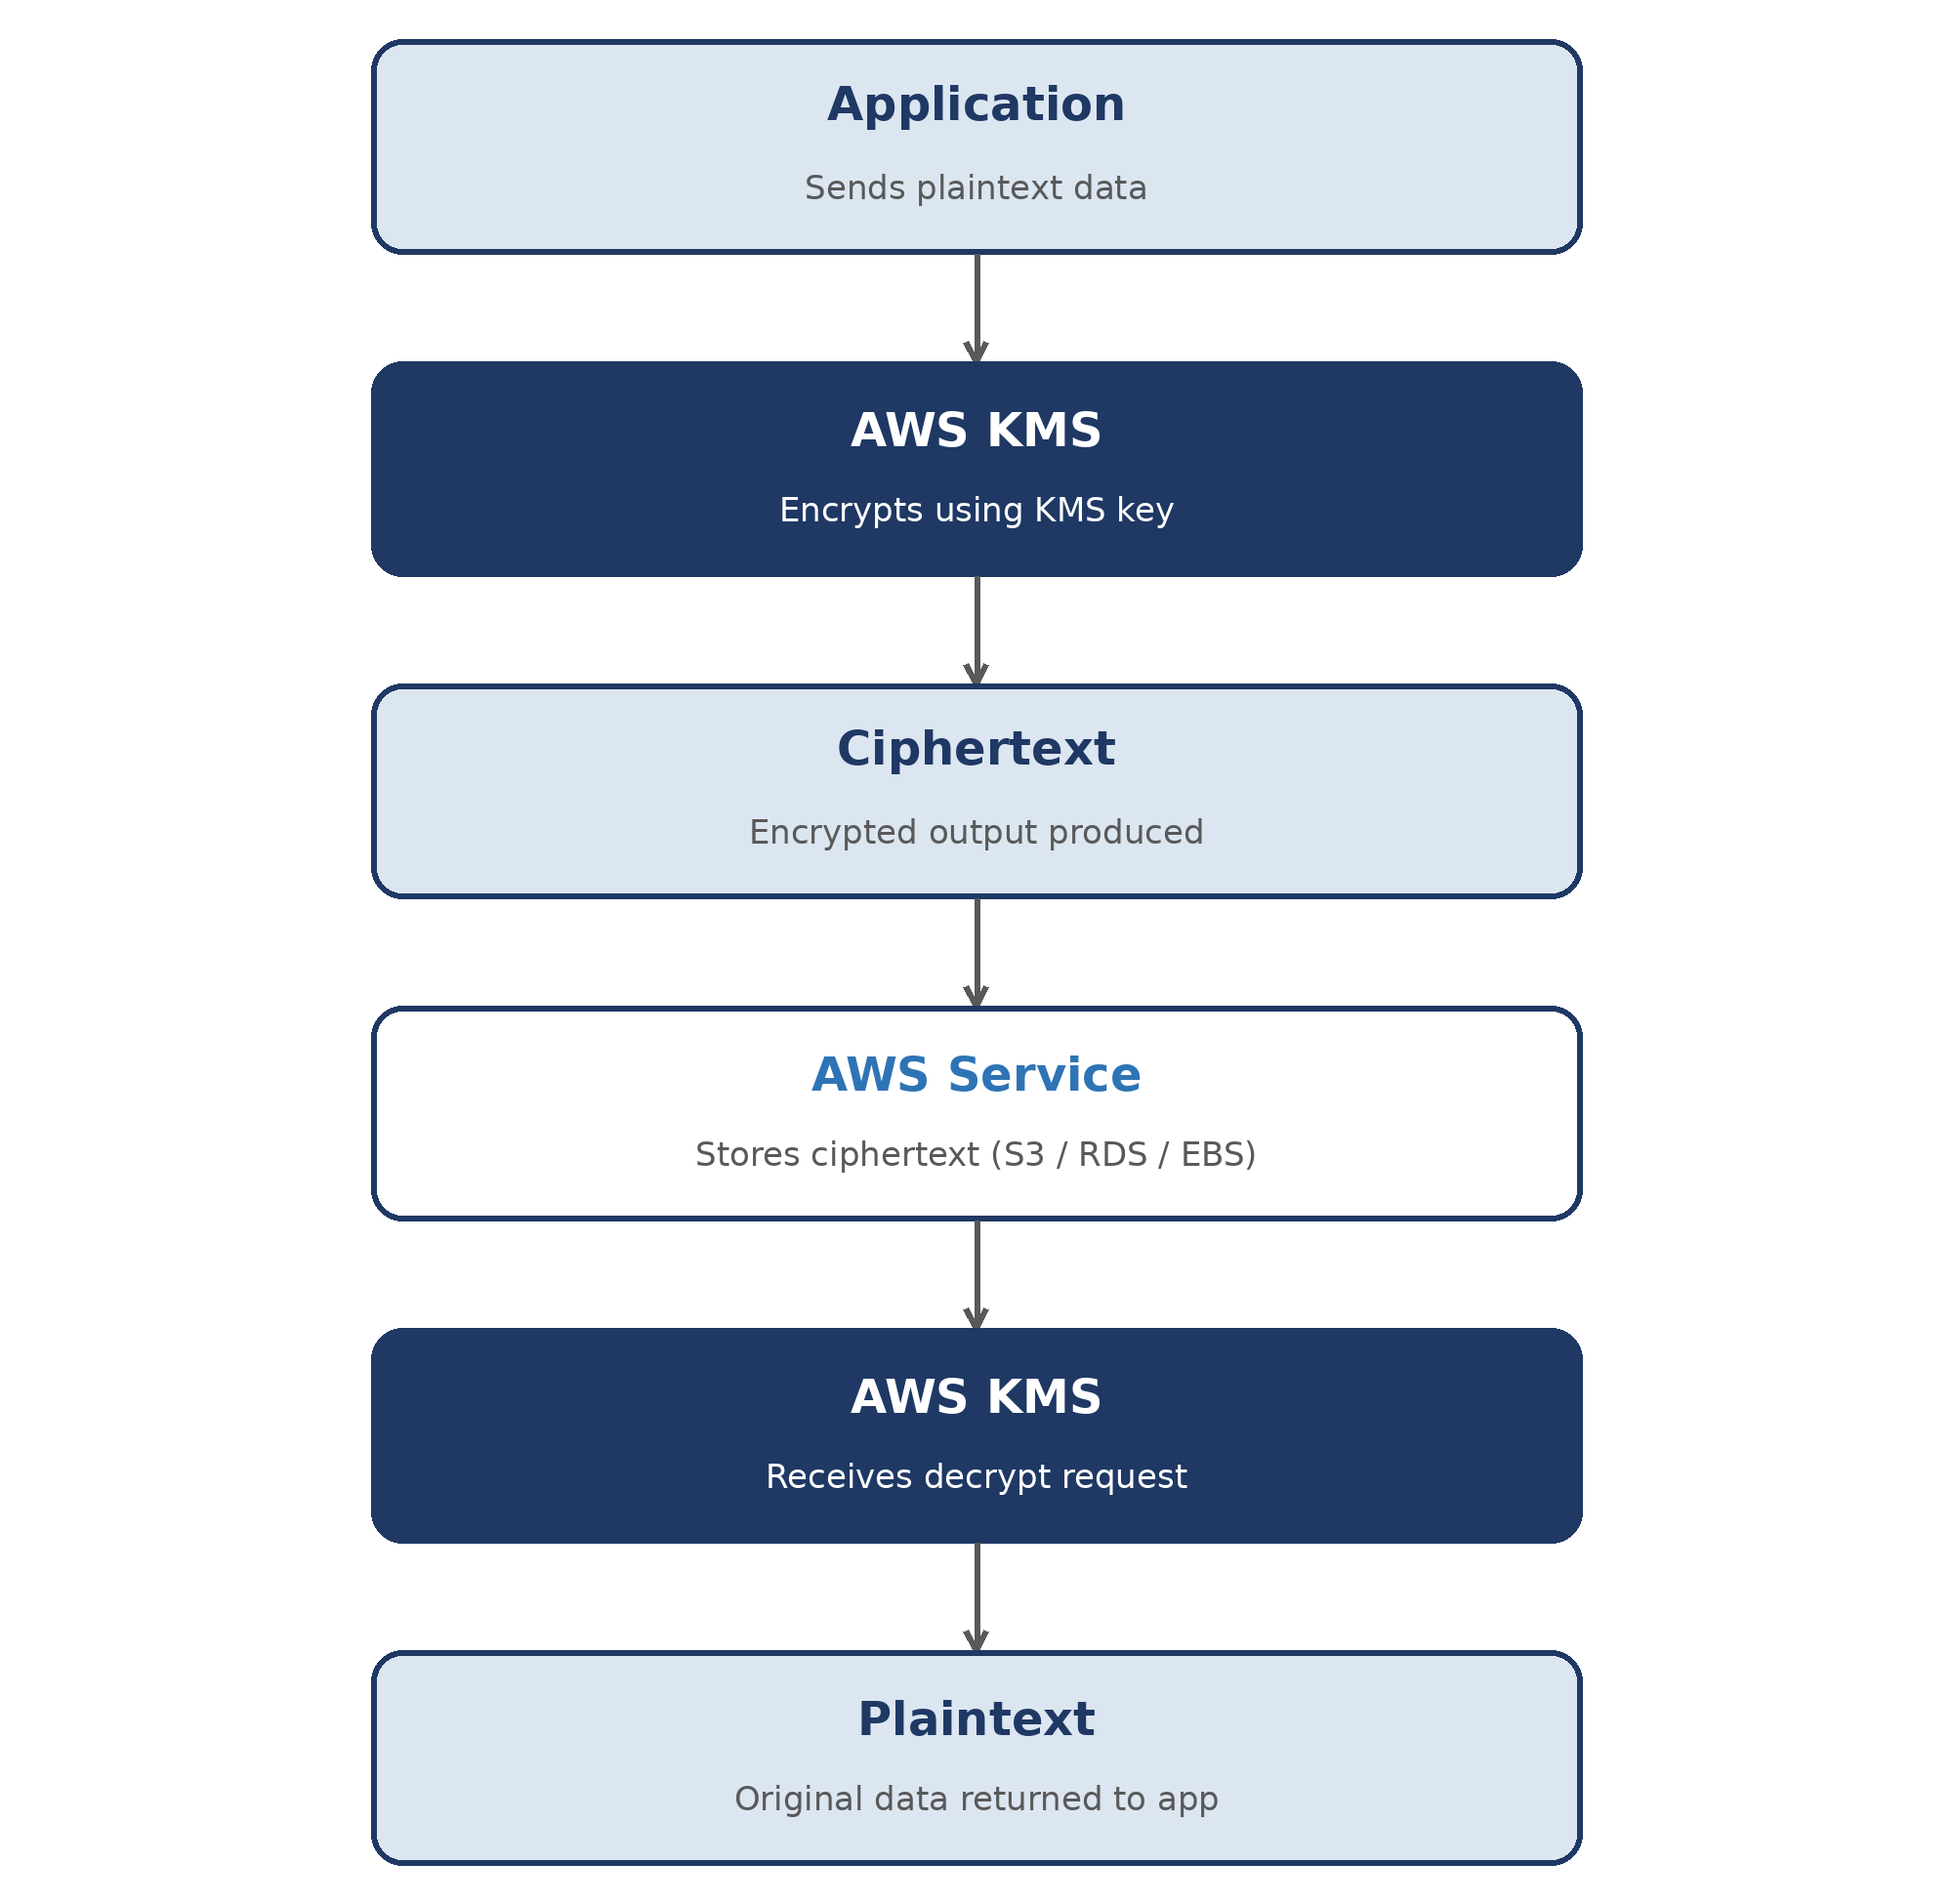 Application
Sends plaintext data
AWS KMS
Encrypts using KMS key
Ciphertext
Encrypted output produced
AWS Service
Stores ciphertext (S3 / RDS / EBS)
AWS KMS
Receives decrypt request
Plaintext
Original data returned to app